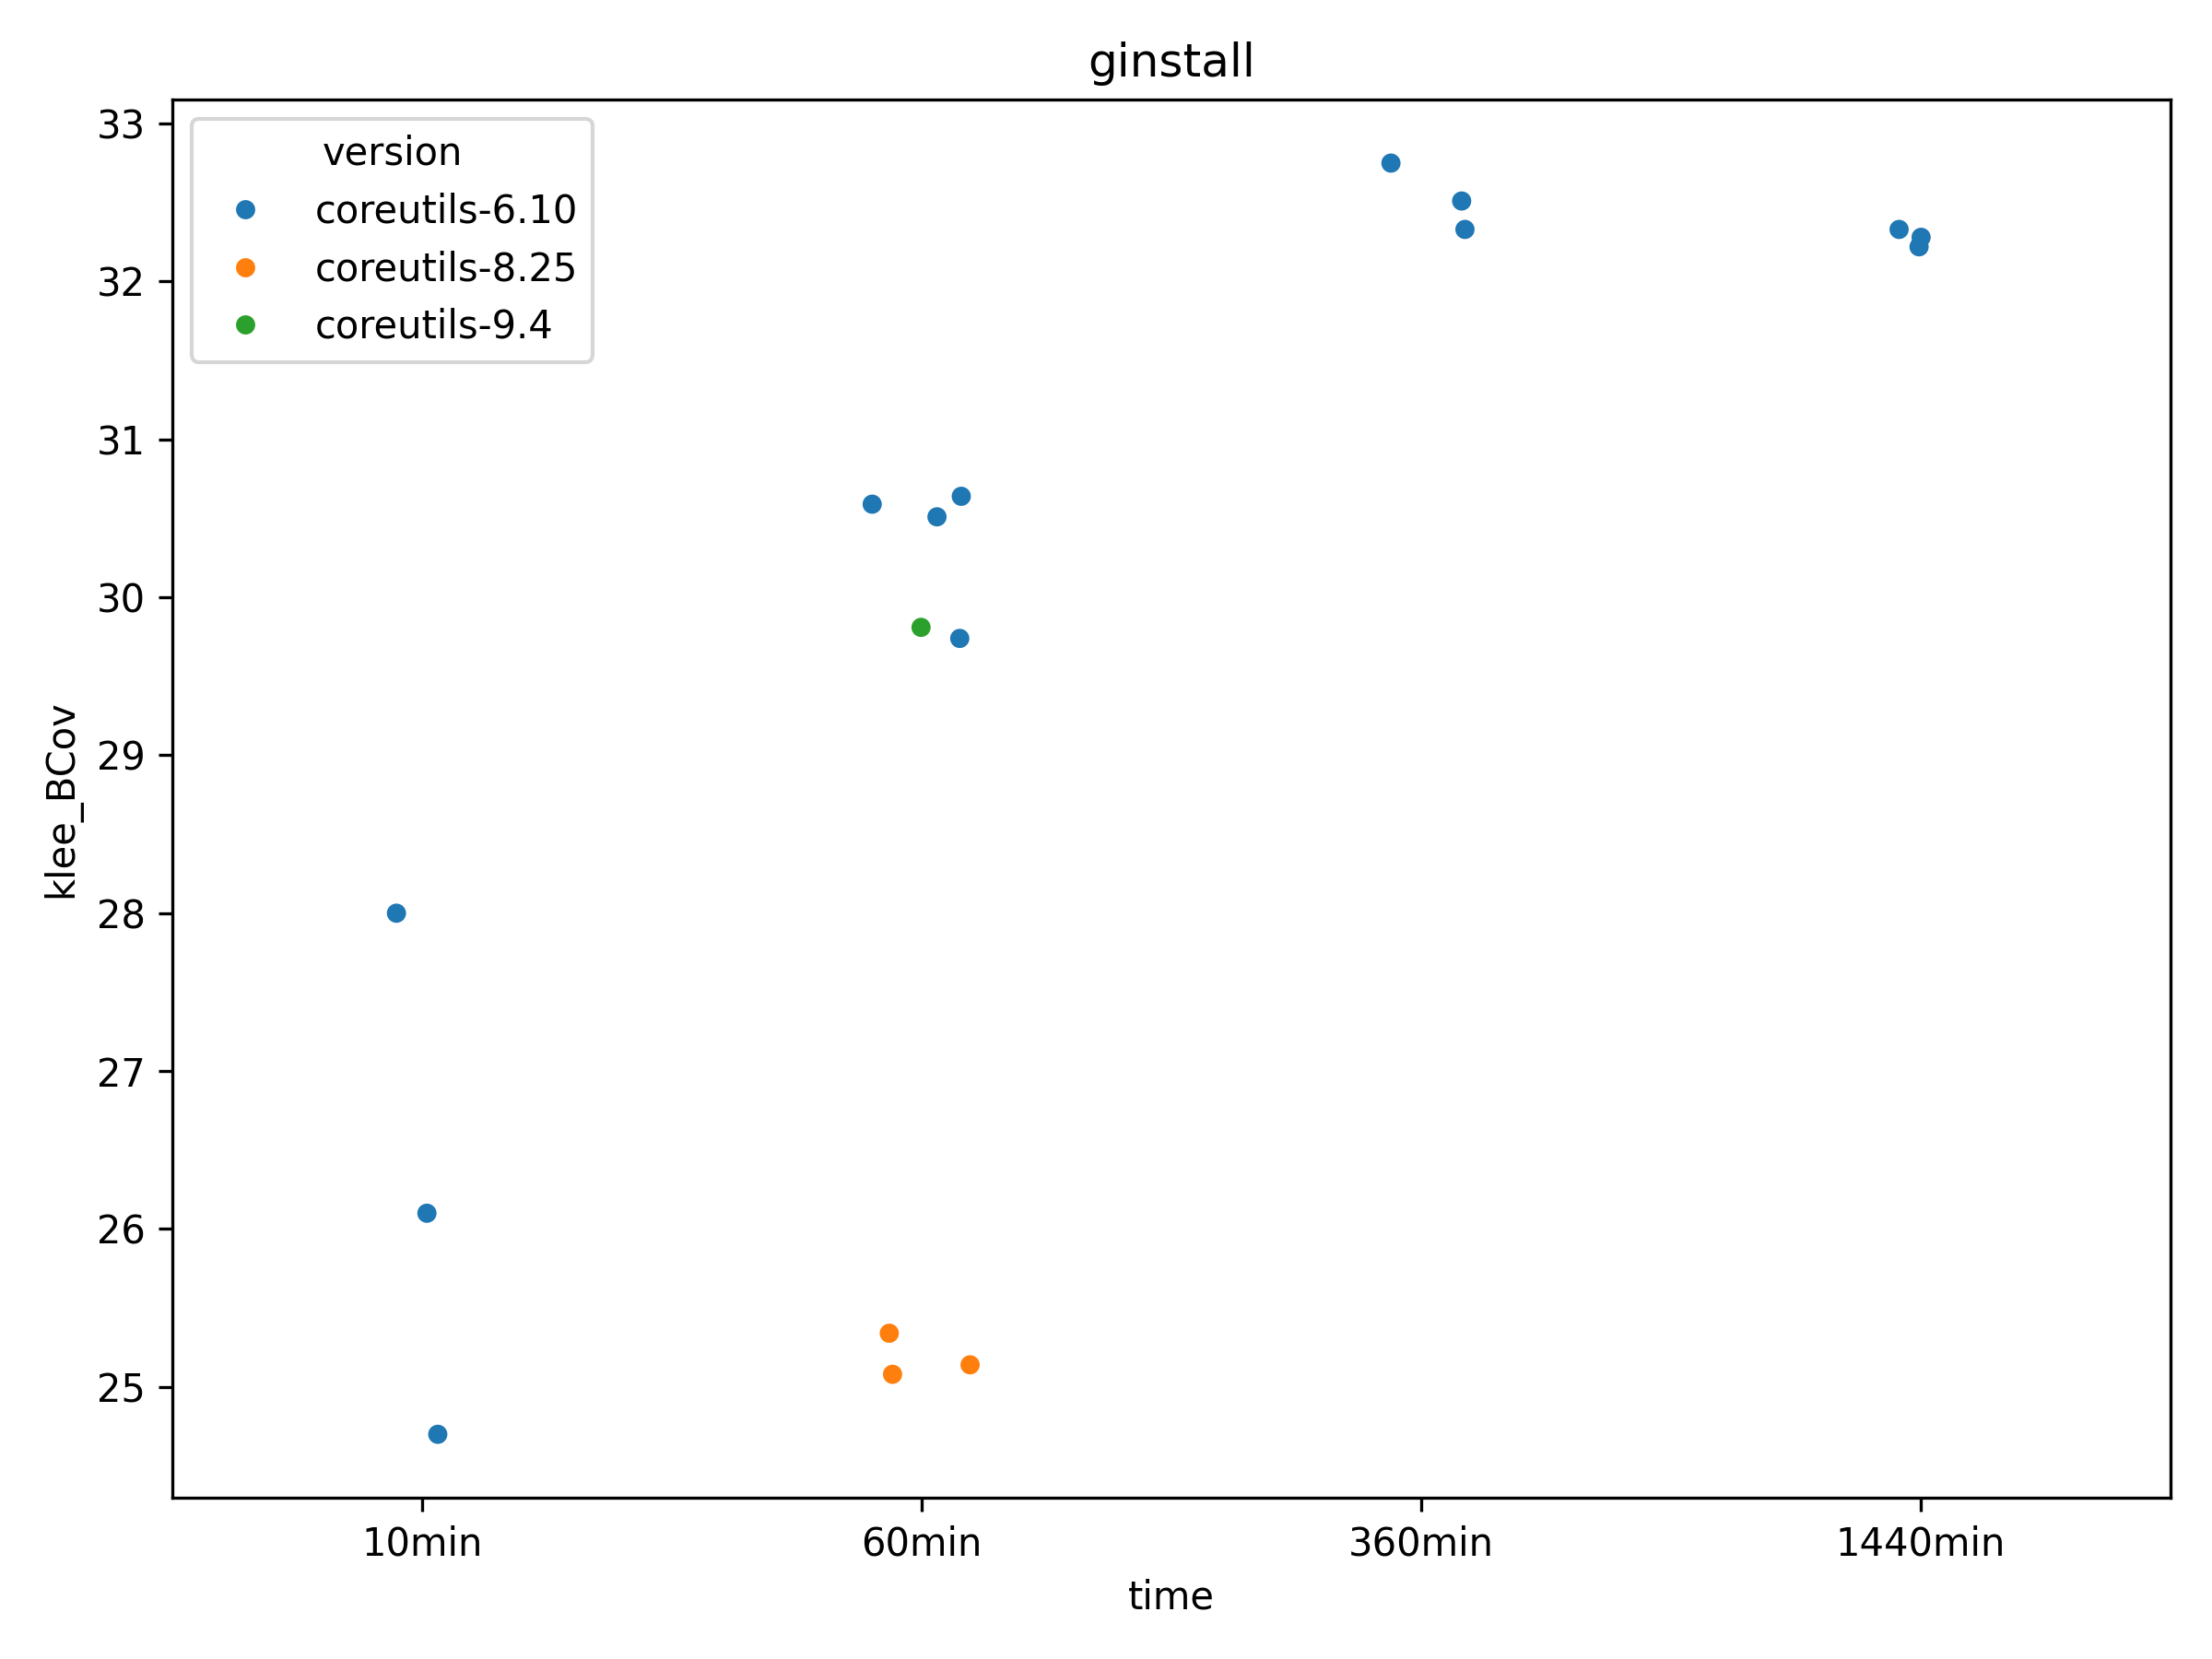 ginstall
version
coreutils-6.10
coreutils-8.25
coreutils-9.4
33
32
31
30
29
28
27
26
25
klee_BCov
10min
60min
360min
1440min
time